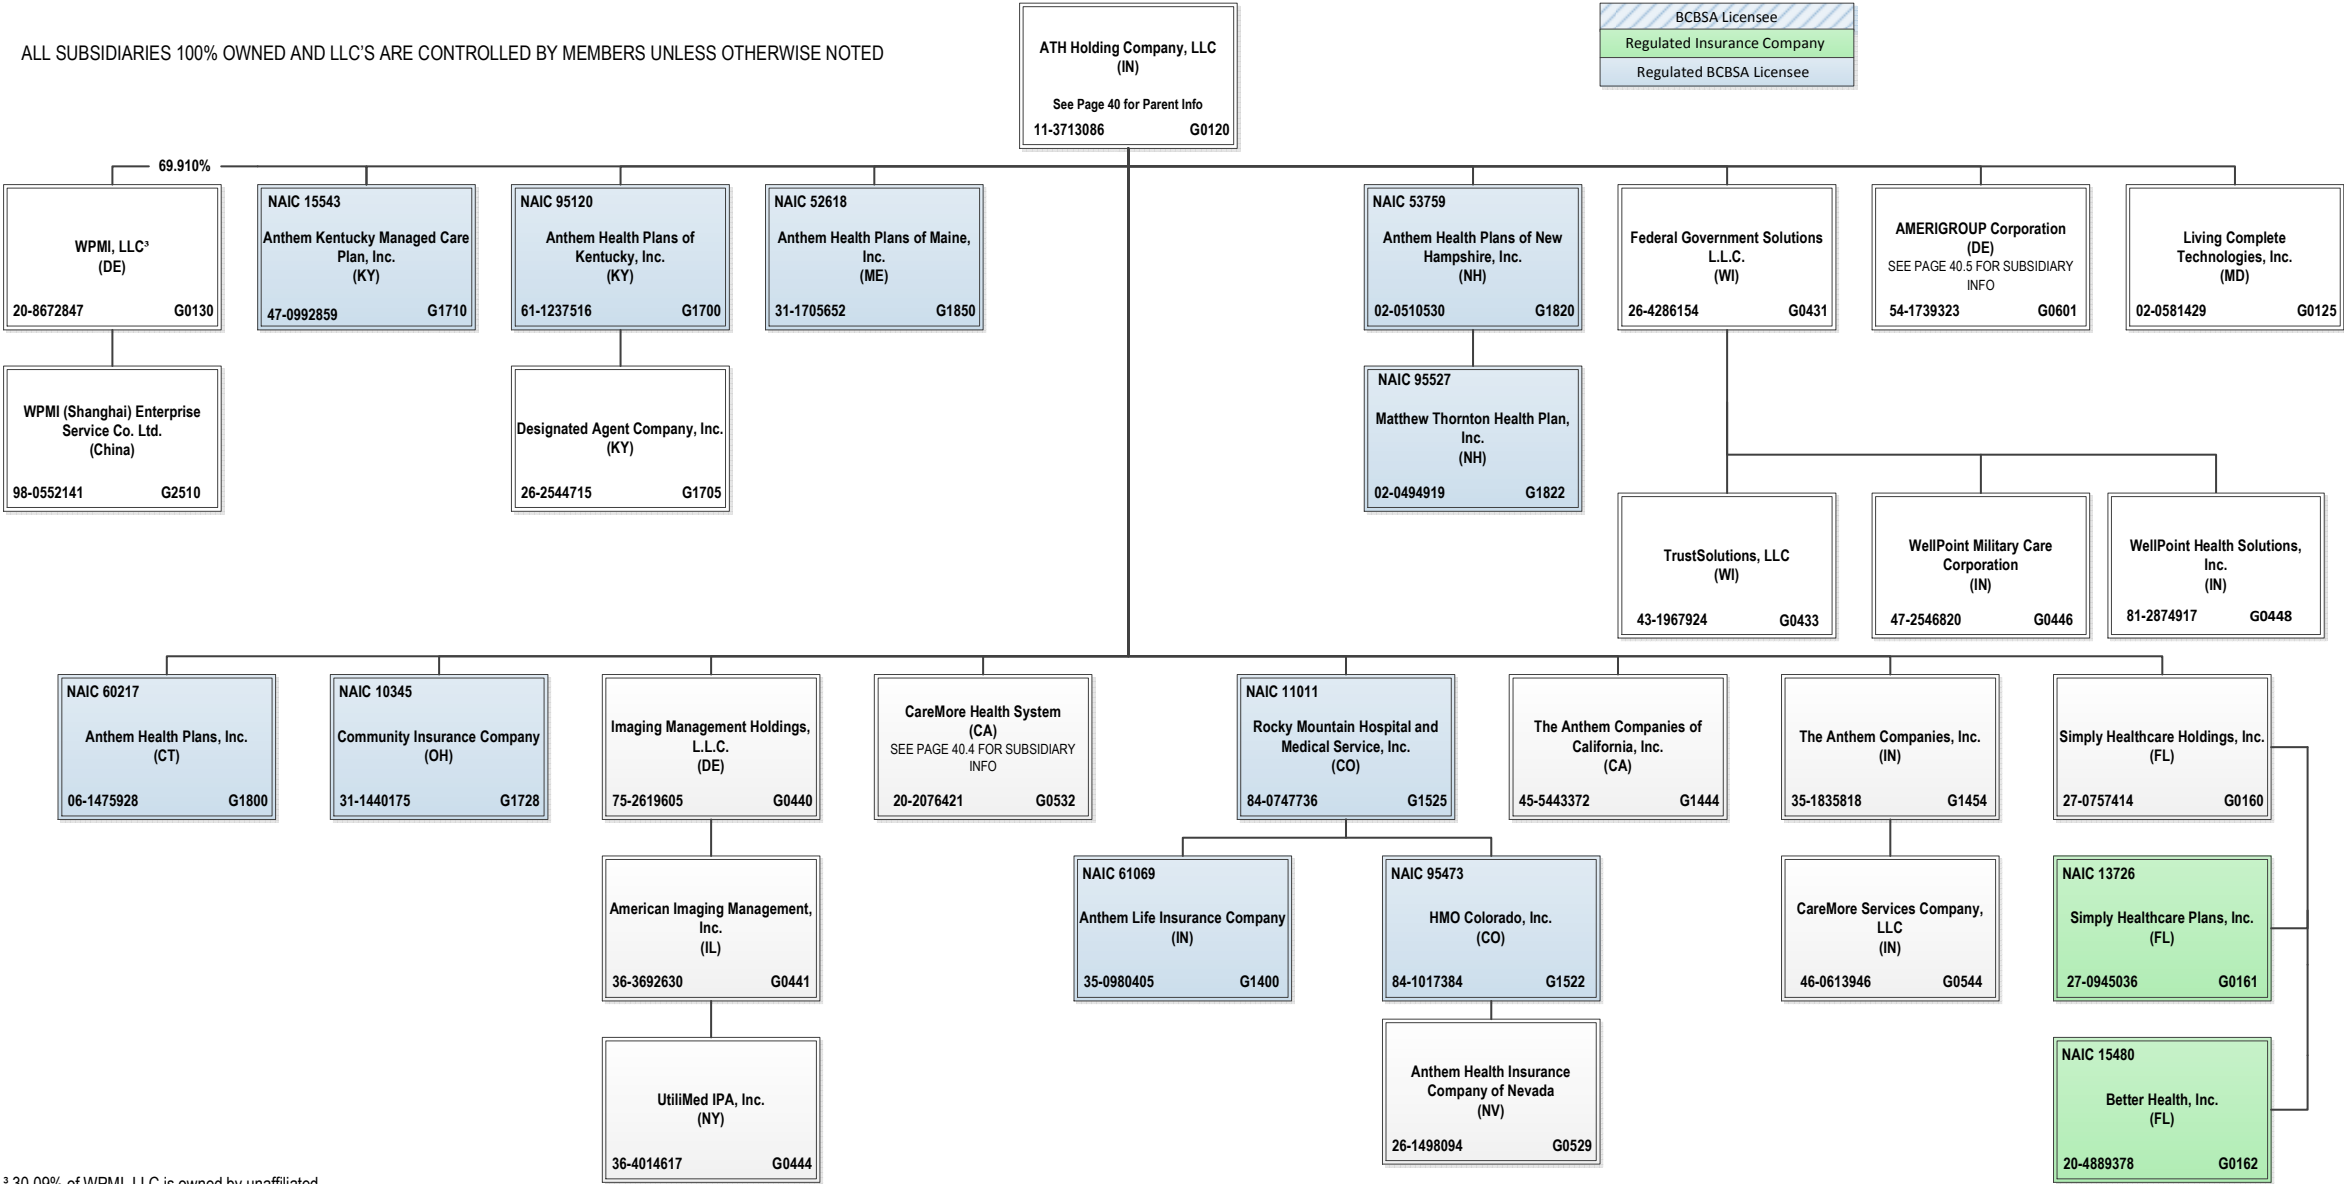 ALL SUBSIDIARIES 100% OWNED AND LLC'S ARE CONTROLLED BY MEMBERS UNLESS OTHERWISE NOTED
ATH Holding Company, LLC
(IN)
See Page 40 for Parent Info
11-3713086 G0120
BCBSA Licensee
Regulated Insurance Company
Regulated BCBSA Licensee
69.910%
WPMI, LLC³
(DE)
20-8672847 G0130
NAIC 15543
Anthem Kentucky Managed Care
Plan, Inc.
(KY)
47-0992859 G1710
NAIC 95120
Anthem Health Plans of
Kentucky, Inc.
(KY)
61-1237516 G1700
NAIC 52618
Anthem Health Plans of Maine,
Inc.
(ME)
31-1705652 G1850
NAIC 53759
Anthem Health Plans of New
Hampshire, Inc.
(NH)
02-0510530 G1820
Federal Government Solutions
L.L.C.
(WI)
26-4286154 G0431
AMERIGROUP Corporation
(DE)
SEE PAGE 40.5 FOR SUBSIDIARY
INFO
54-1739323 G0601
Living Complete
Technologies, Inc.
(MD)
02-0581429 G0125
WPMI (Shanghai) Enterprise
Service Co. Ltd.
(China)
98-0552141 G2510
Designated Agent Company, Inc.
(KY)
26-2544715 G1705
NAIC 95527
Matthew Thornton Health Plan,
Inc.
(NH)
02-0494919 G1822
TrustSolutions, LLC
(WI)
43-1967924 G0433
WellPoint Military Care
Corporation
(IN)
47-2546820 G0446
WellPoint Health Solutions,
Inc.
(IN)
81-2874917 G0448
NAIC 60217
Anthem Health Plans, Inc.
(CT)
06-1475928 G1800
NAIC 10345
Community Insurance Company
(OH)
31-1440175 G1728
Imaging Management Holdings,
L.L.C.
(DE)
75-2619605 G0440
CareMore Health System
(CA)
SEE PAGE 40.4 FOR SUBSIDIARY
INFO
20-2076421 G0532
NAIC 11011
Rocky Mountain Hospital and
Medical Service, Inc.
(CO)
84-0747736 G1525
The Anthem Companies of
California, Inc.
(CA)
45-5443372 G1444
The Anthem Companies, Inc.
(IN)
35-1835818 G1454
Simply Healthcare Holdings, Inc.
(FL)
27-0757414 G0160
American Imaging Management,
Inc.
(IL)
36-3692630 G0441
NAIC 61069
Anthem Life Insurance Company
(IN)
35-0980405 G1400
NAIC 95473
HMO Colorado, Inc.
(CO)
84-1017384 G1522
CareMore Services Company,
LLC
(IN)
46-0613946 G0544
NAIC 13726
Simply Healthcare Plans, Inc.
(FL)
27-0945036 G0161
UtiliMed IPA, Inc.
(NY)
36-4014617 G0444
Anthem Health Insurance
Company of Nevada
(NV)
26-1498094 G0529
NAIC 15480
Better Health, Inc.
(FL)
20-4889378 G0162
³ 30.09% of WPMI, LLC is owned by unaffiliated